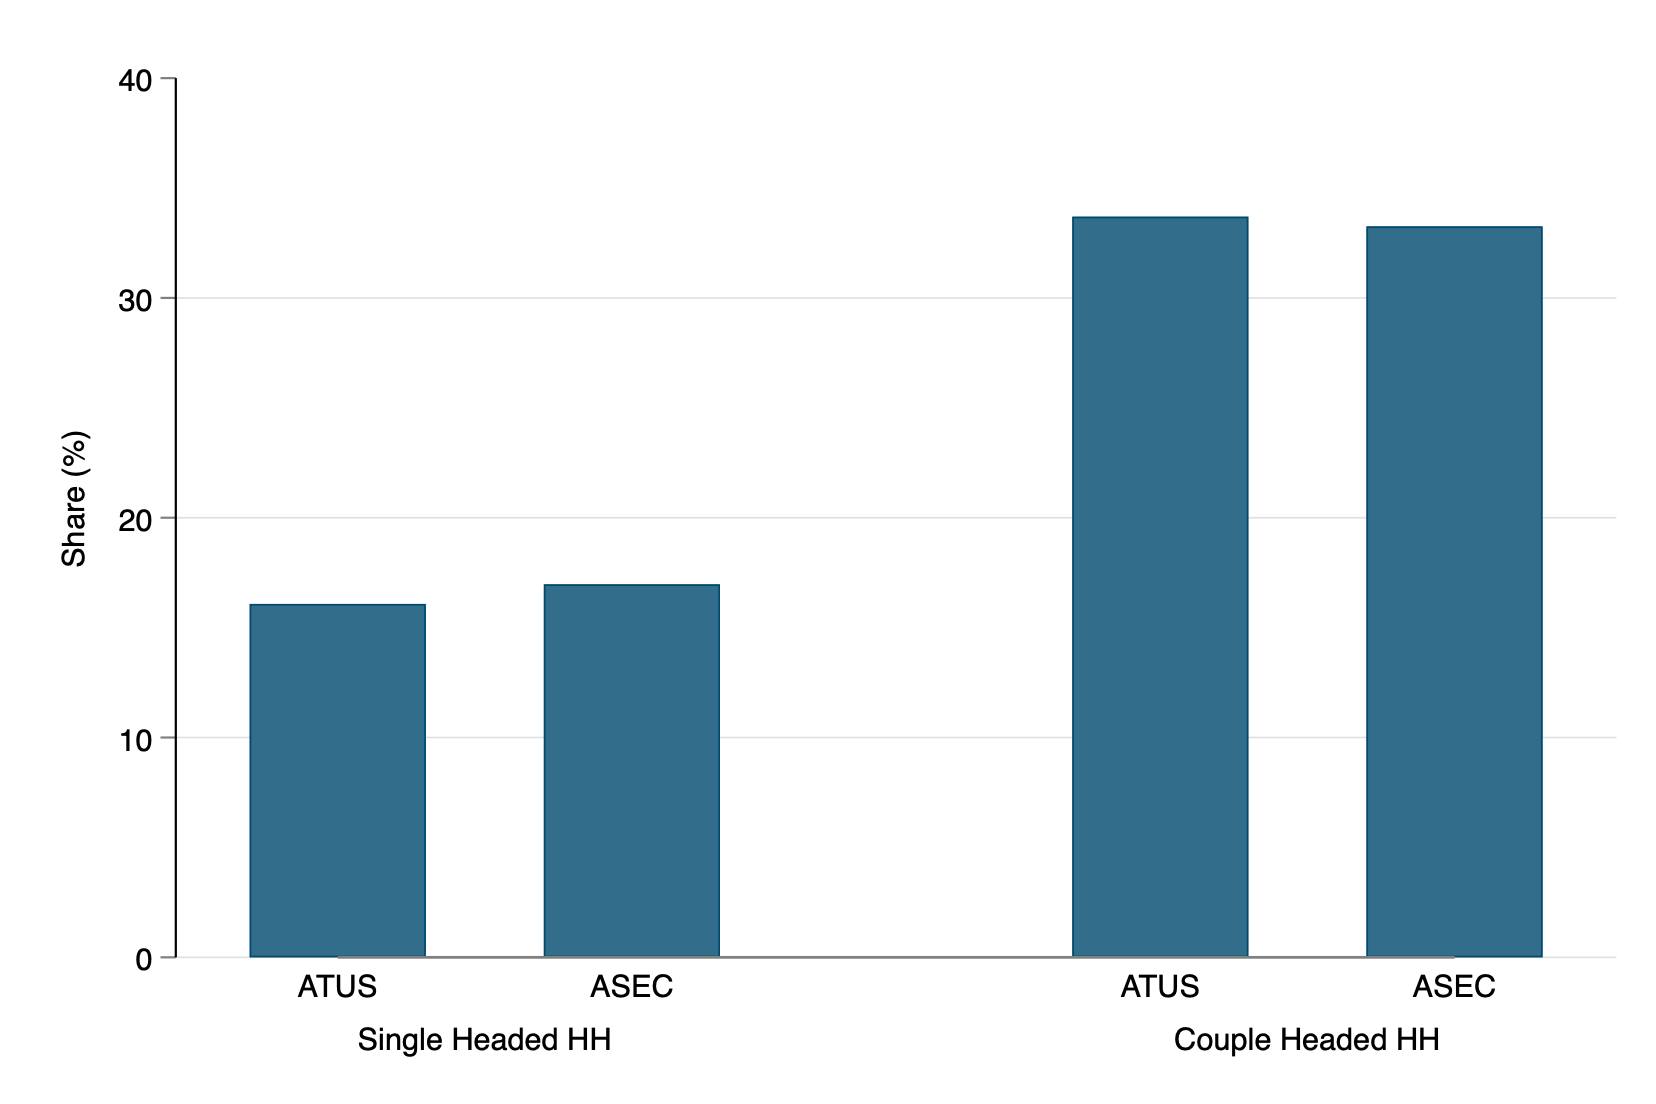 40
30
20
10
0
Share (%)
ATUS
ASEC
ATUS
ASEC
Single Headed HH
Couple Headed HH